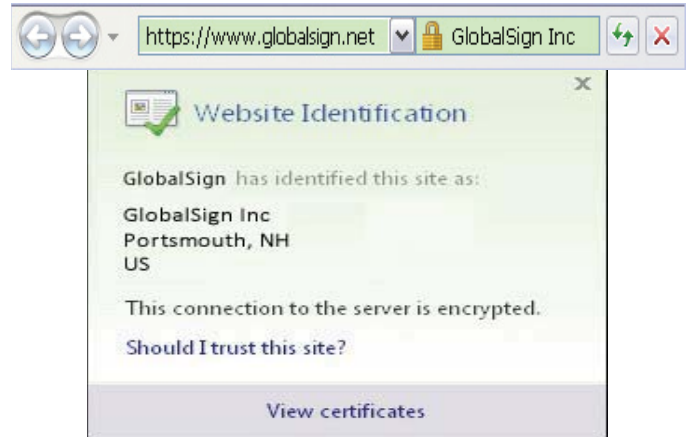 https://www.globalsign.net GlobalSign Inc
Website Identification
GlobalSign has identified this site as:
GlobalSign Inc
Portsmouth, NH
US
This connection to the server is encrypted.
Should I trust this site?
View certificates